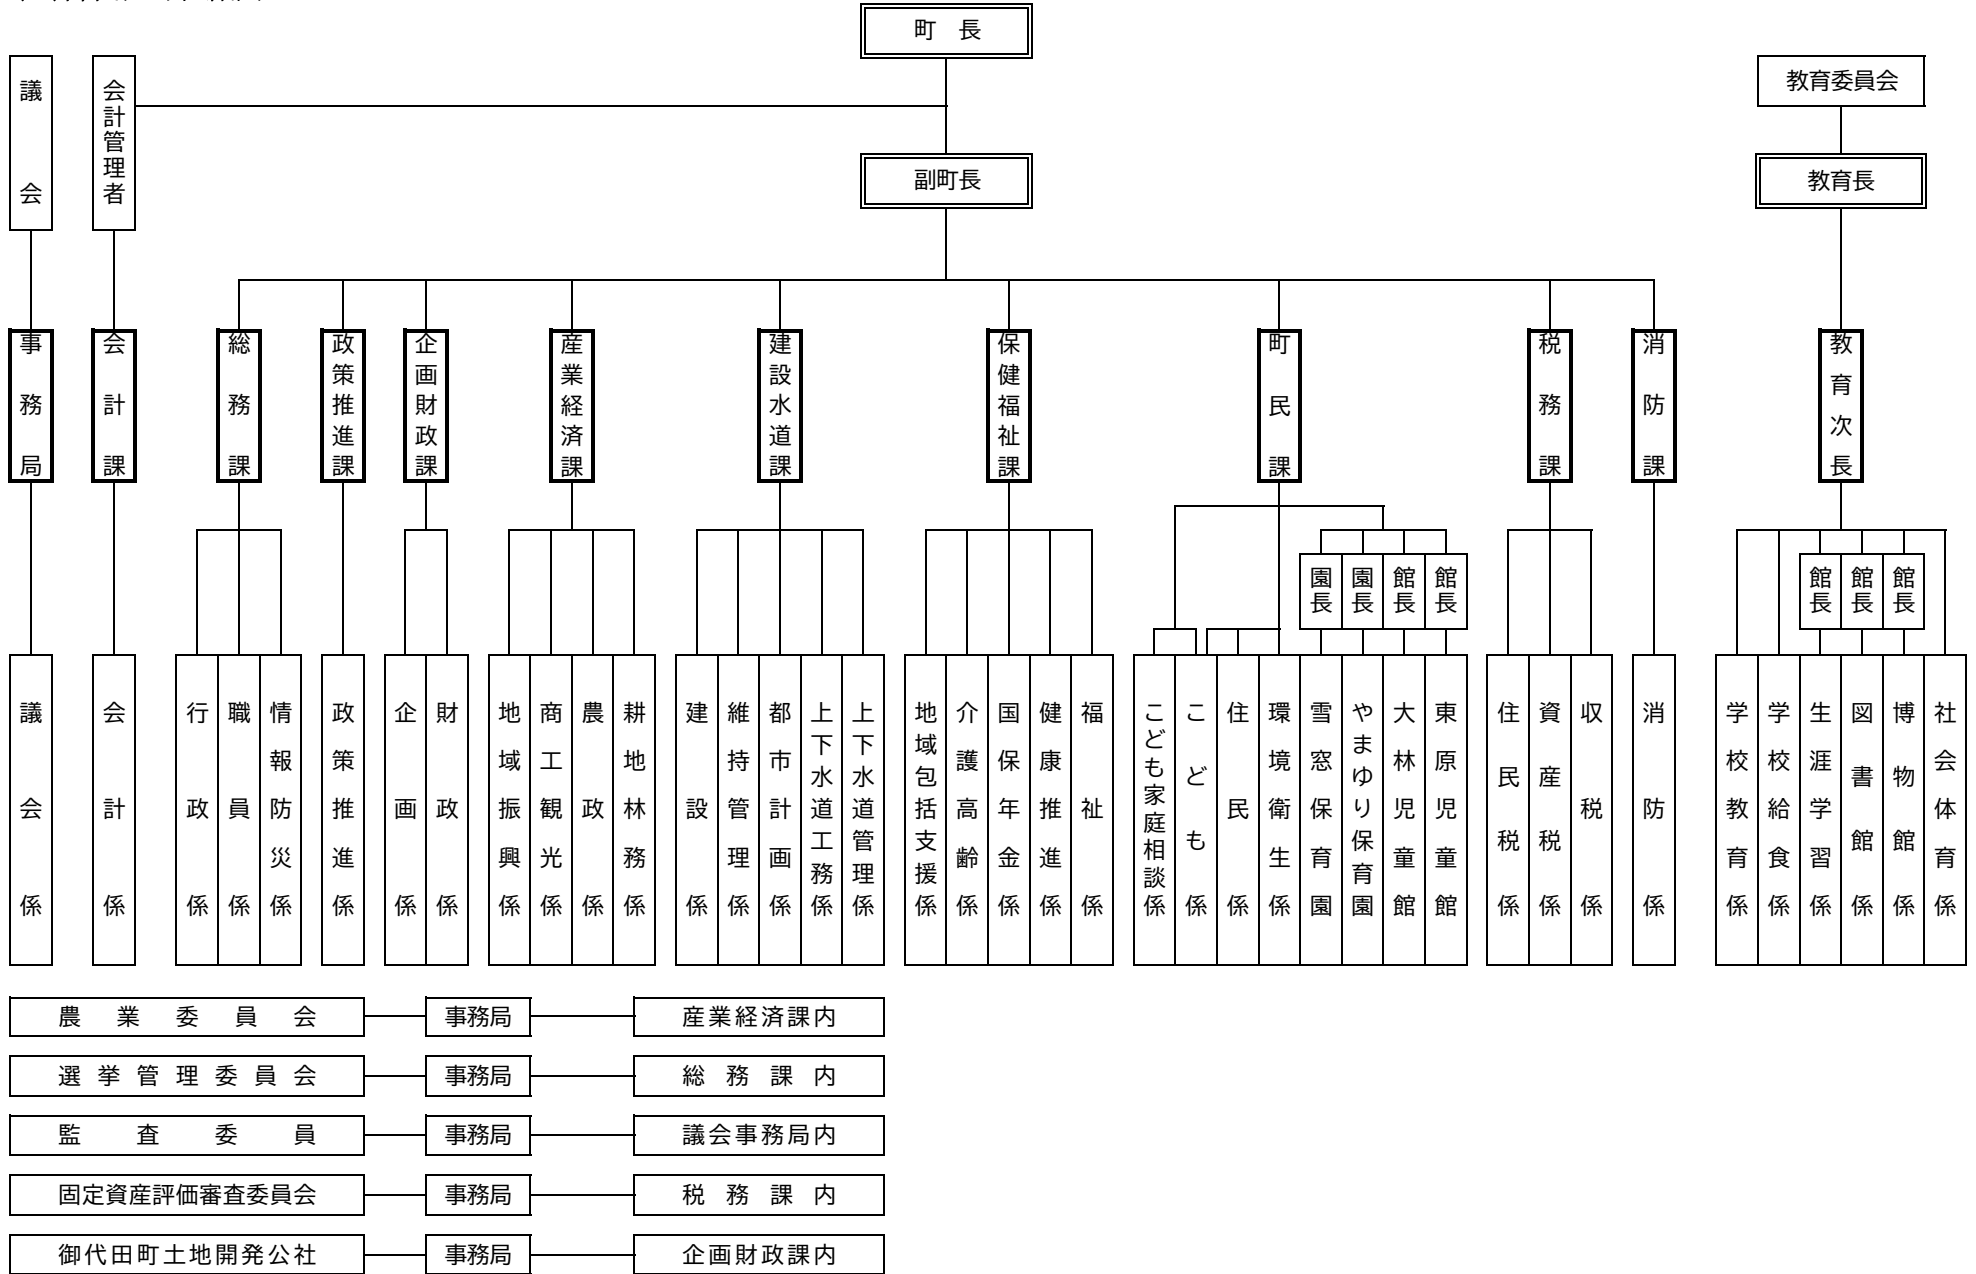 町 長
議会
会計管理者
教育委員会
副町長
教育長
事務局
会計課
総務課
政策推進課
企画財政課
産業経済課
建設水道課
保健福祉課
町民課
税務課
消防課
教育次長
園長
園長
館長
館長
館長
館長
館長
議会係
会計係
行政係
職員係
情報防災係
政策推進係
企画係
財政係
地域振興係
商工観光係
農政係
耕地林務係
建設係
維持管理係
都市計画係
上下水道工務係
上下水道管理係
地域包括支援係
介護高齢係
国保年金係
健康推進係
福祉係
こども家庭相談係
こども係
住民係
環境衛生係
雪窓保育園
やまゆり保育園
大林児童館
東原児童館
住民税係
資産税係
収税係
消防係
学校教育係
学校給食係
生涯学習係
図書館係
博物館係
社会体育係
農業委員会 事務局 産業経済課内
選挙管理委員会 事務局 総務課内
監査委員 事務局 議会事務局内
固定資産評価審査委員会 事務局 税務課内
御代田町土地開発公社 事務局 企画財政課内